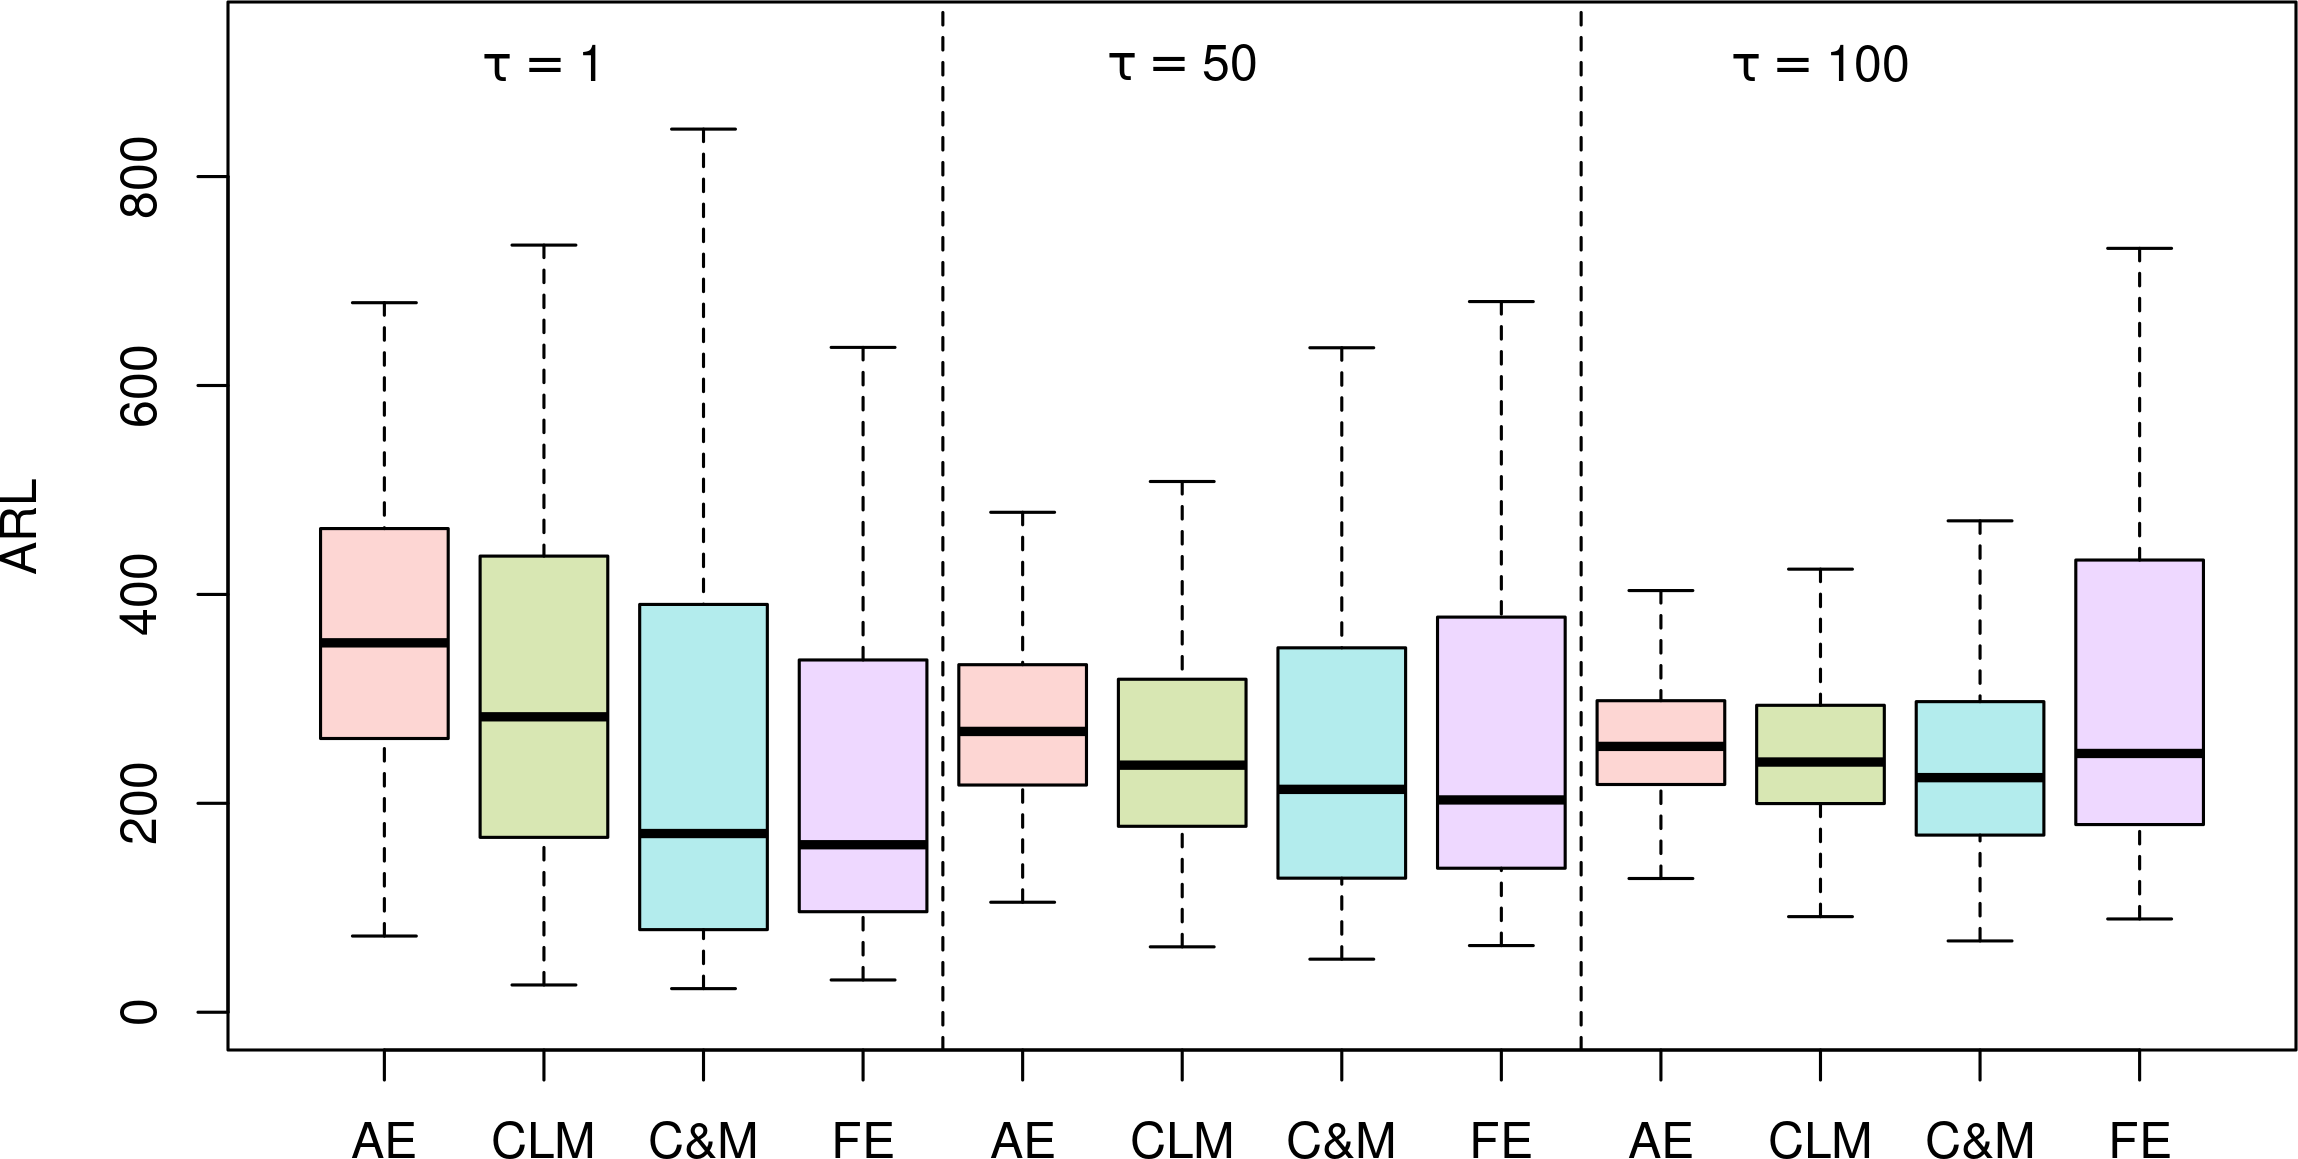 τ = 1
τ = 50
τ = 100
800
600
400
200
0
ARL
AE CLM C&M FE AE CLM C&M FE AE CLM C&M FE